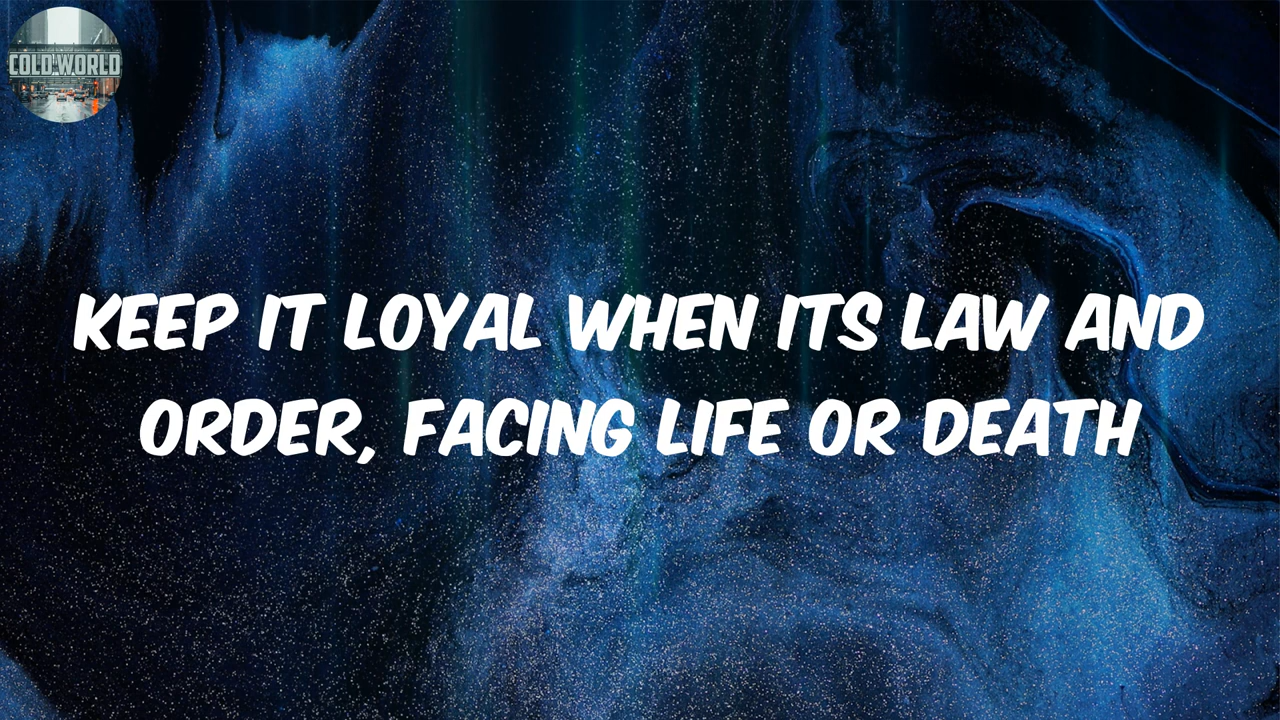 COLD WORLD
KEEP IT LOYAL WHEN ITS LAW AND
ORDER, FACING LIFE OR DEATH